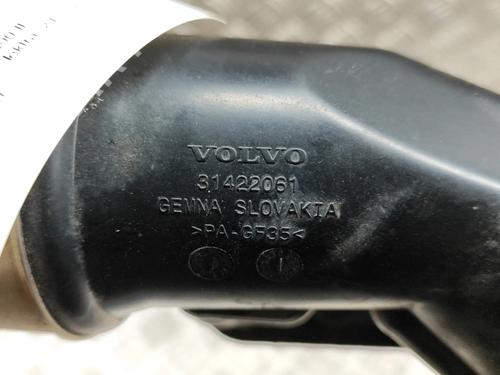 VOLVO
31422061
GEMNA SLOVAKIA
>PA-GF35<